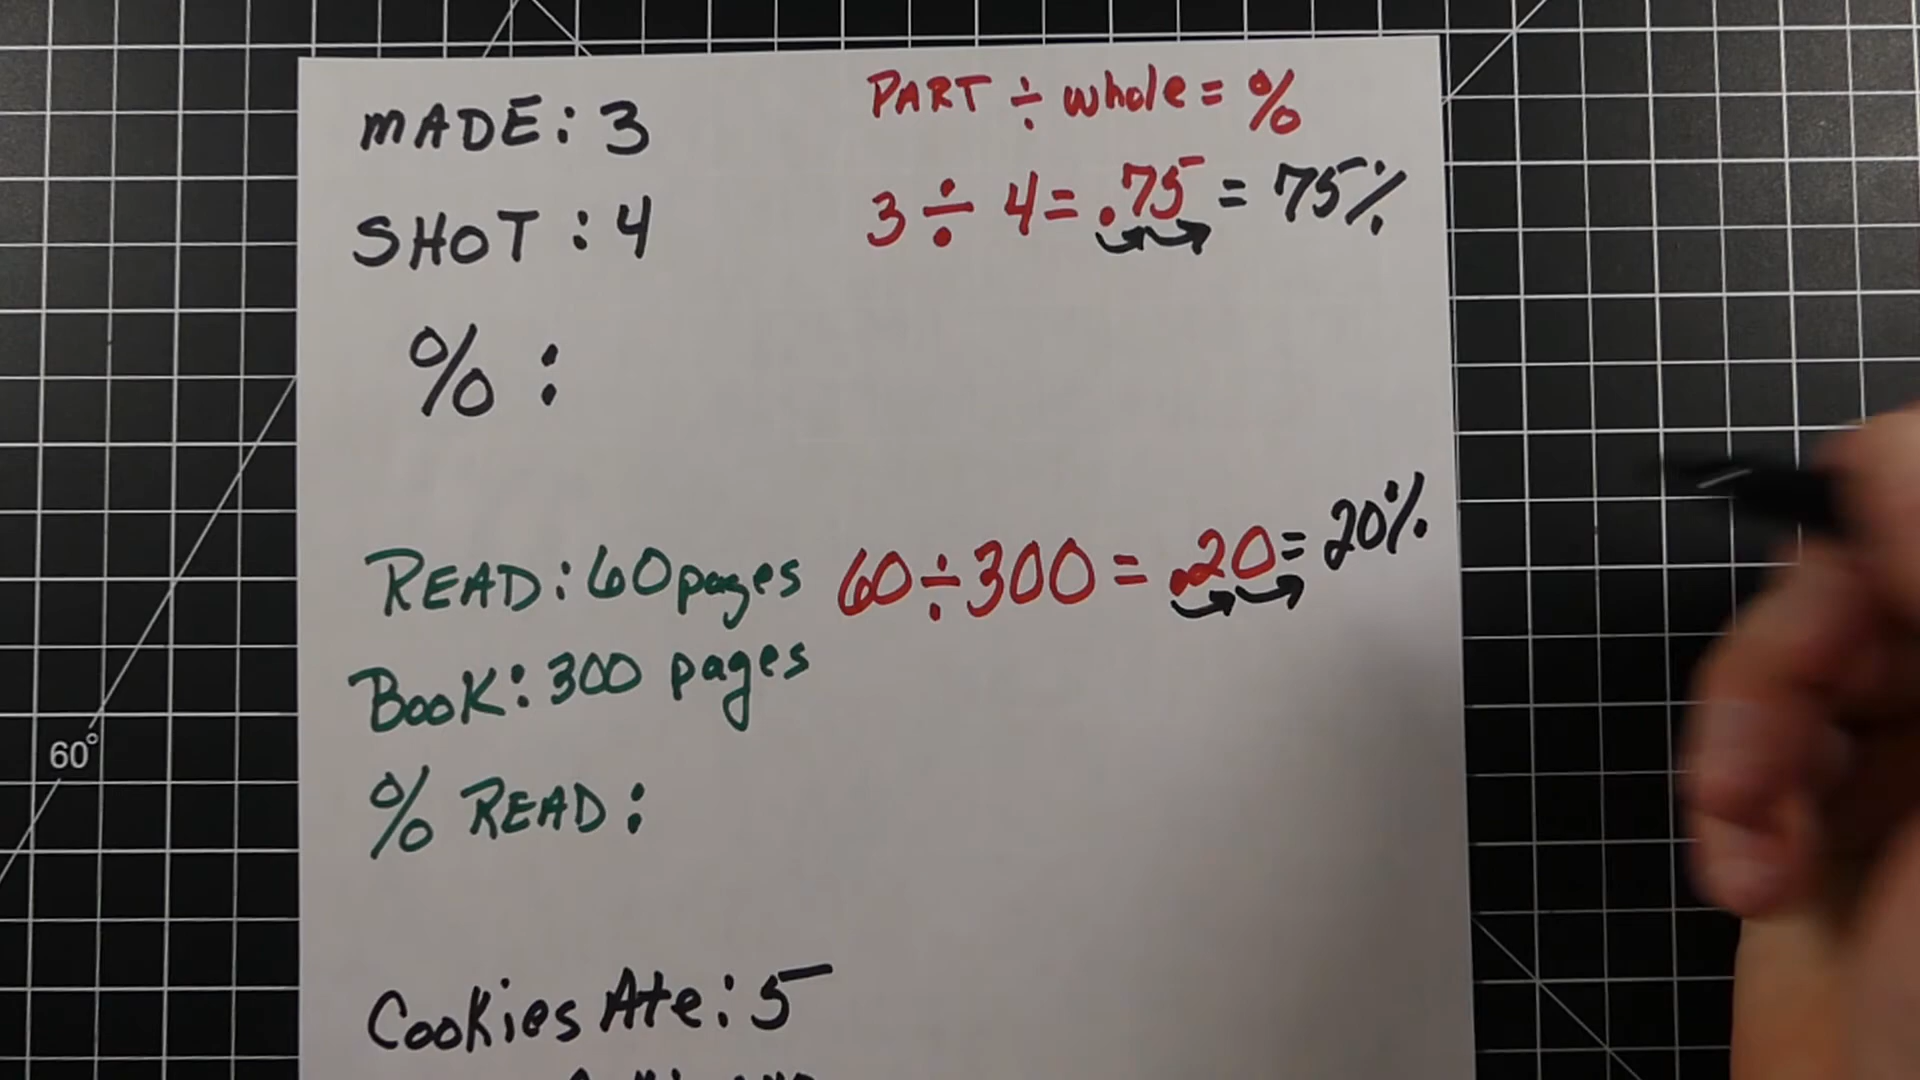 MADE: 3
SHOT: 4
% :
PART ÷ whole = %
3 ÷ 4 = .75 = 75%
READ: 60 pages
60 ÷ 300 = .20 = 20%
Book: 300 pages
% READ:
Cookies Ate: 5
60°